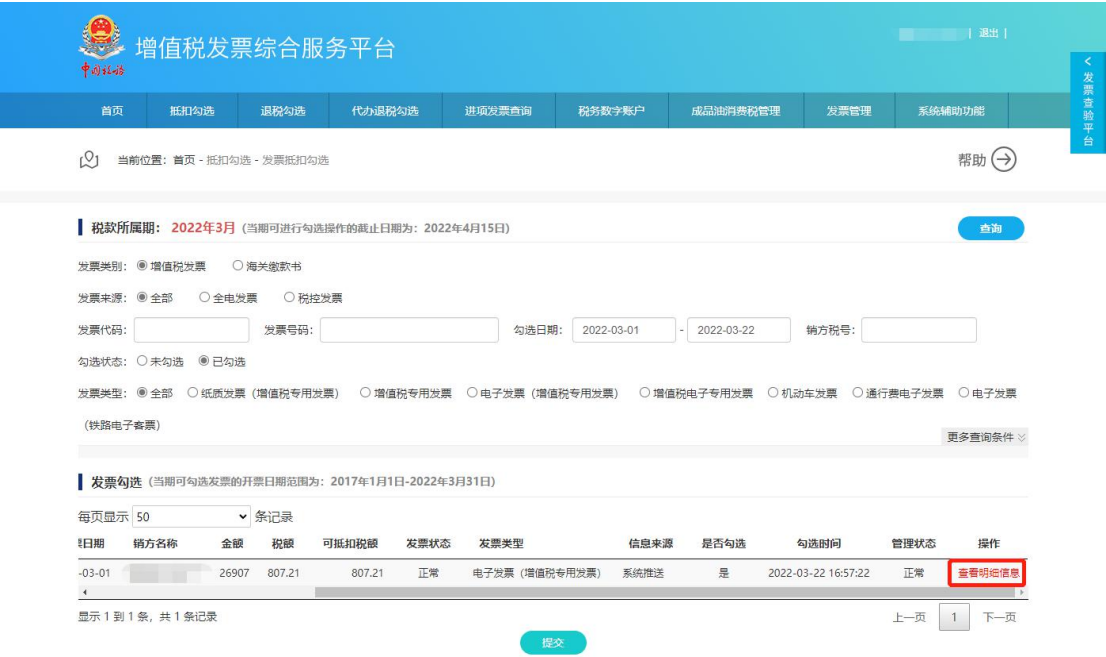 | 退出 |
增值税发票综合服务平台
中国税务
< 发票查验平台
首页 抵扣勾选 退税勾选 代办退税勾选 进项发票查询 税务数字账户 成品油消费税管理 发票管理 系统辅助功能
当前位置：首页 - 抵扣勾选 - 发票抵扣勾选 帮助
税款所属期： 2022年3月 (当期可进行勾选操作的截止日期为：2022年4月15日) 查询
发票类别： 增值税发票 海关缴款书
发票来源： 全部 全电发票 税控发票
发票代码： 发票号码： 勾选日期： 2022-03-01 - 2022-03-22 销方税号：
勾选状态： 未勾选 已勾选
发票类型： 全部 纸质发票（增值税专用发票） 增值税专用发票 电子发票（增值税专用发票） 增值税电子专用发票 机动车发票 通行费电子发票 电子发票
（铁路电子客票）
更多查询条件
发票勾选 (当期可勾选发票的开票日期范围为：2017年1月1日-2022年3月31日)
每页显示 50 条记录
日期 销方名称 金额 税额 可抵扣税额 发票状态 发票类型 信息来源 是否勾选 勾选时间 管理状态 操作
-03-01 26907 807.21 807.21 正常 电子发票（增值税专用发票） 系统推送 是 2022-03-22 16:57:22 正常 查看明细信息
显示 1 到 1 条，共 1 条记录 上一页 1 下一页
提交